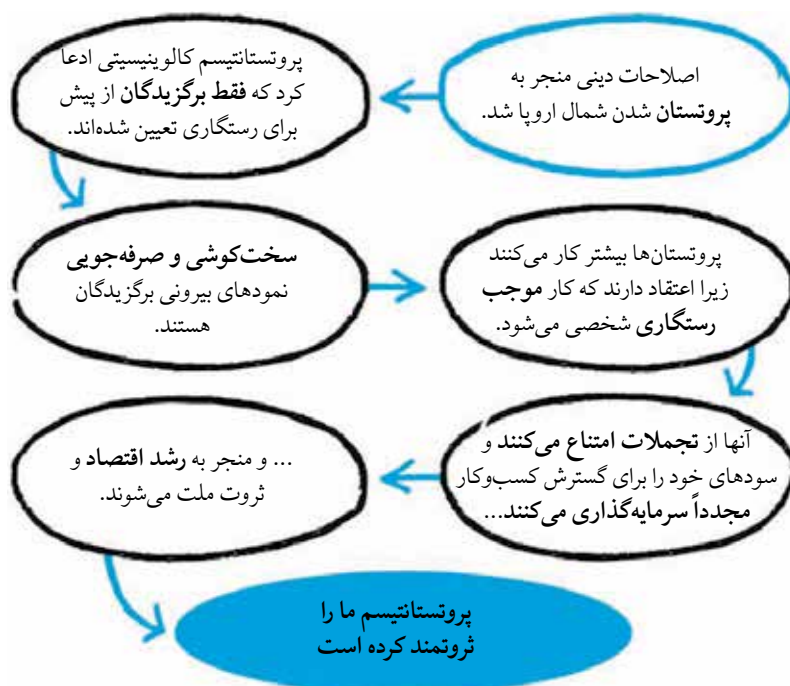 اصلاحات دینی منجر به
پروتستان شدن شمال اروپا شد.
پروتستانتیسم کالوینیسیتی ادعا
کرد که فقط برگزیدگان از پیش
برای رستگاری تعیین شده‌اند.
سخت‌کوشی و صرفه‌جویی
نمودهای بیرونی برگزیدگان
هستند.
پروتستان‌ها بیشتر کار می‌کنند
زیرا اعتقاد دارند که کار موجب
رستگاری شخصی می‌شود.
آنها از تجملات امتناع می‌کنند و
سودهای خود را برای گسترش کسب‌وکار
مجدداً سرمایه‌گذاری می‌کنند...
... و منجر به رشد اقتصاد و
ثروت ملت می‌شوند.
پروتستانتیسم ما را
ثروتمند کرده است